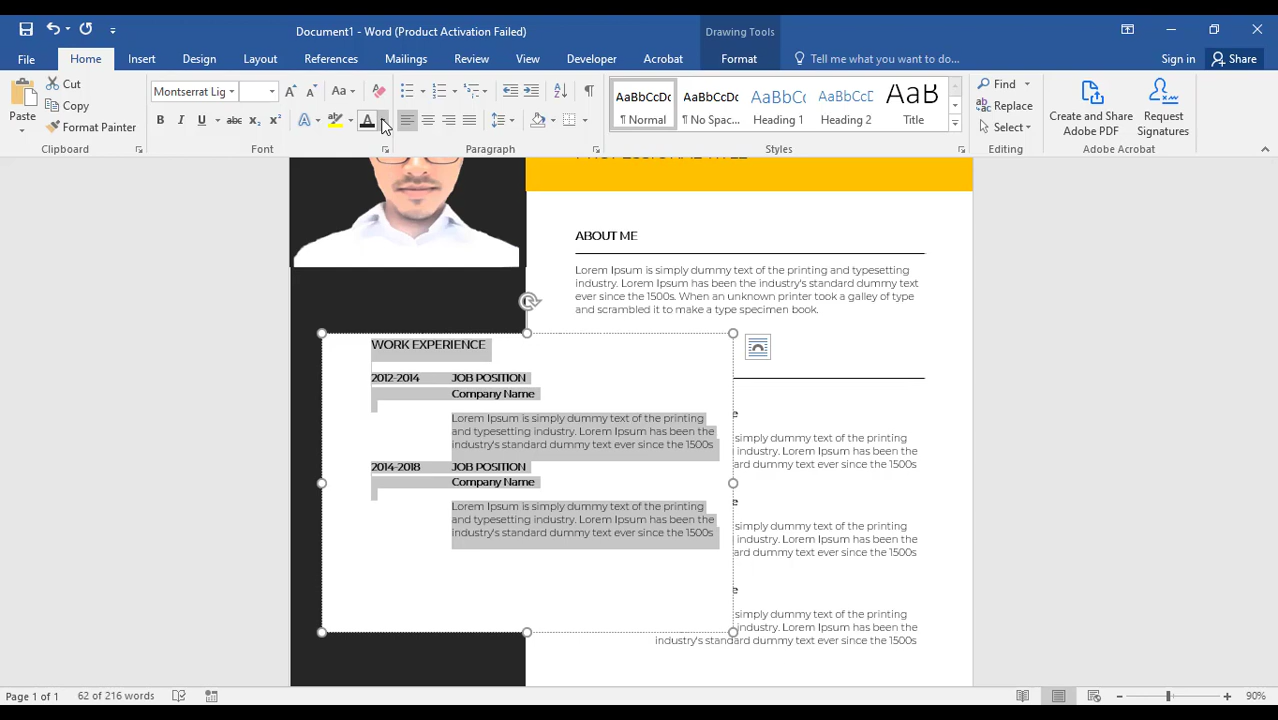 Document1 - Word (Product Activation Failed)
Drawing Tools
File
Home
Insert
Design
Layout
References
Mailings
Review
View
Developer
Acrobat
Format
Tell me what you want to do...
Sign in
Share
Paste
Cut
Copy
Format Painter
Clipboard
Montserrat Lig
Aa
B I U abc x₂ x²
A
A
Font
Paragraph
AaBbCcDc
¶ Normal
AaBbCcDc
¶ No Spac...
AaBbCc
Heading 1
AaBbCcC
Heading 2
AaB
Title
Styles
Find
Replace
Select
Editing
Create and Share
Adobe PDF
Request
Signatures
Adobe Acrobat
ABOUT ME
Lorem Ipsum is simply dummy text of the printing and typesetting
industry. Lorem Ipsum has been the industry's standard dummy text
ever since the 1500s. When an unknown printer took a galley of type
and scrambled it to make a type specimen book.
WORK EXPERIENCE
2012-2014 JOB POSITION
Company Name
Lorem Ipsum is simply dummy text of the printing
and typesetting industry. Lorem Ipsum has been the
industry's standard dummy text ever since the 1500s
2014-2018 JOB POSITION
Company Name
Lorem Ipsum is simply dummy text of the printing
and typesetting industry. Lorem Ipsum has been the
industry's standard dummy text ever since the 1500s
e
simply dummy text of the printing
industry. Lorem Ipsum has been the
ard dummy text ever since the 1500s
e
simply dummy text of the printing
industry. Lorem Ipsum has been the
ard dummy text ever since the 1500s
e
simply dummy text of the printing
industry. Lorem Ipsum has been the
industry's standard dummy text ever since the 1500s
Page 1 of 1
62 of 216 words
90%